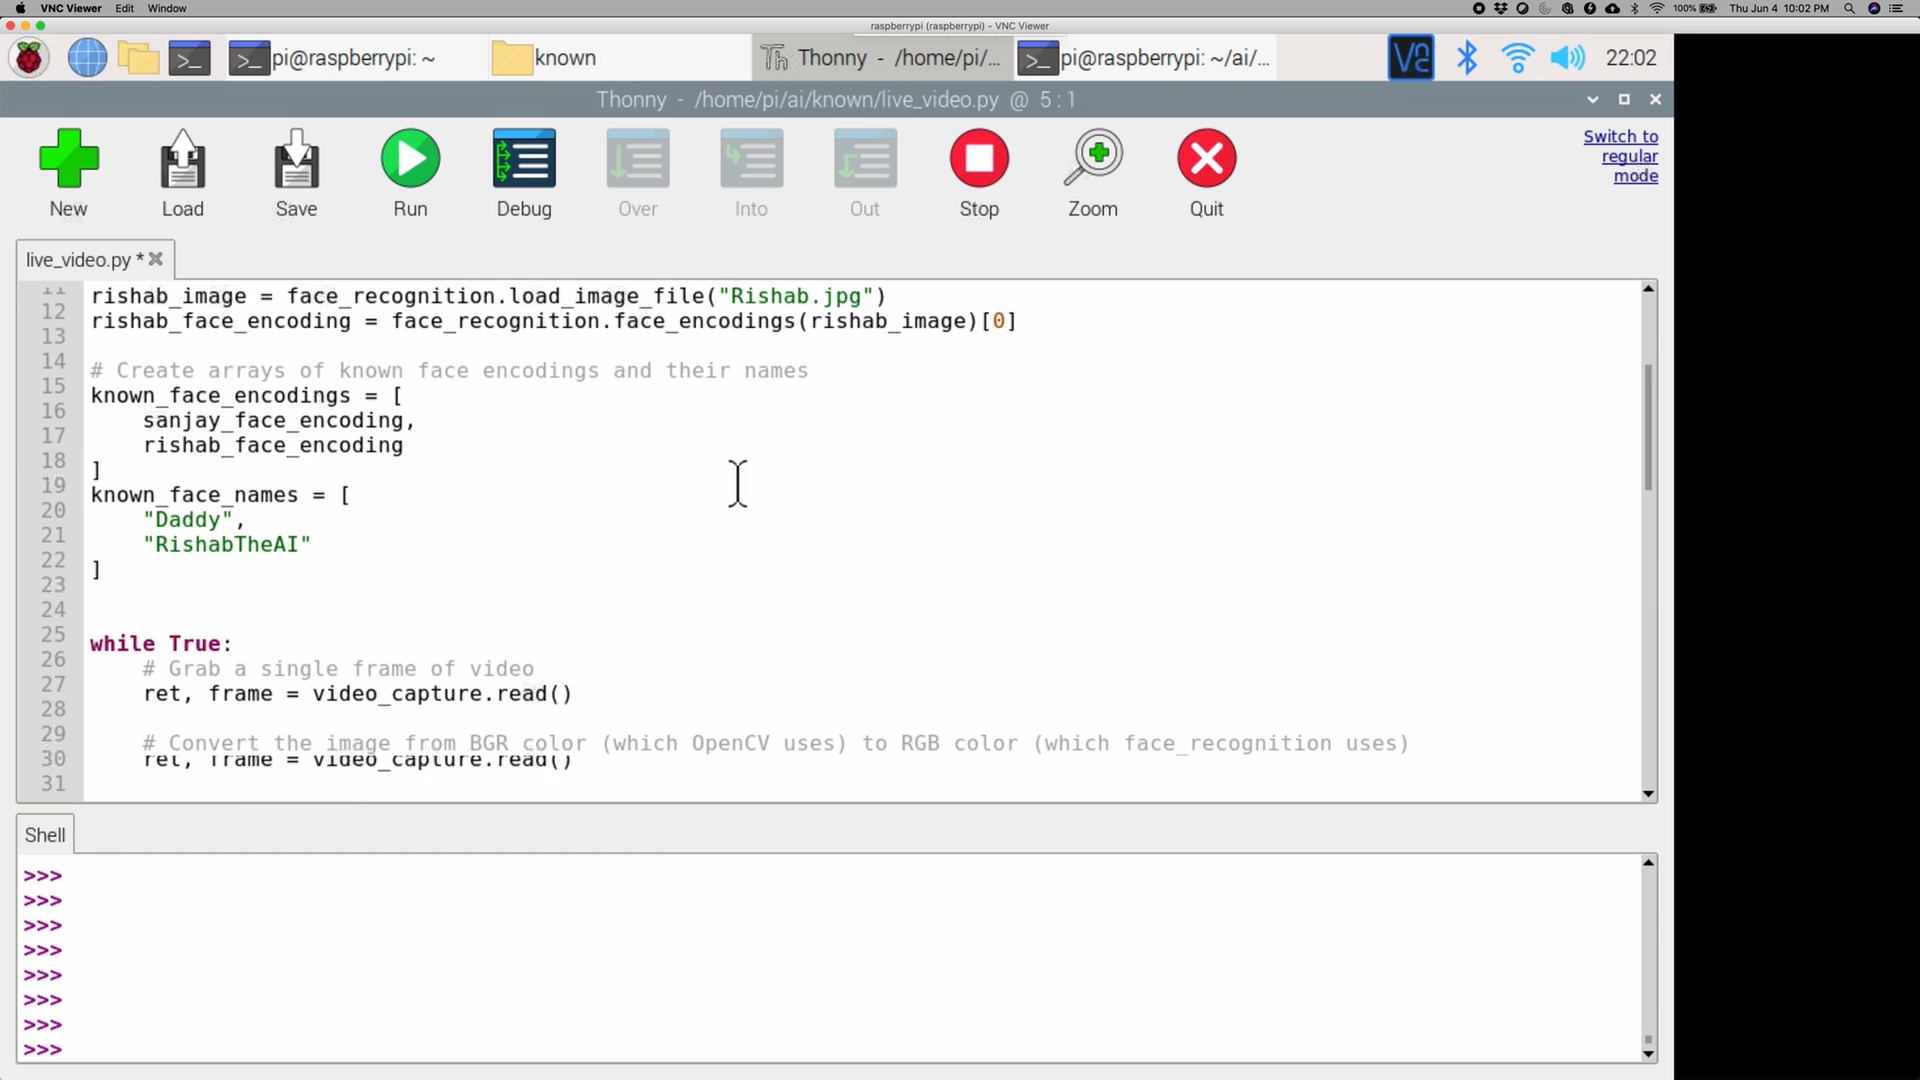 VNC Viewer Edit Window 100% Thu Jun 4 10:02 PM
raspberrypi (raspberrypi) - VNC Viewer
pi@raspberrypi: ~ known Thonny - /home/pi/... pi@raspberrypi: ~/ai/... 22:02
Thonny - /home/pi/ai/known/live_video.py @ 5 : 1
New Load Save Run Debug Over Into Out Stop Zoom Quit
Switch to
regular
mode
live_video.py *
11 rishab_image = face_recognition.load_image_file("Rishab.jpg")
12 rishab_face_encoding = face_recognition.face_encodings(rishab_image)[0]
13
14 # Create arrays of known face encodings and their names
15 known_face_encodings = [
16 sanjay_face_encoding,
17 rishab_face_encoding
18 ]
19 known_face_names = [
20 "Daddy",
21 "RishabTheAI"
22 ]
23
24
25 while True:
26 # Grab a single frame of video
27 ret, frame = video_capture.read()
28
29 # Convert the image from BGR color (which OpenCV uses) to RGB color (which face_recognition uses)
30 ret, frame = video_capture.read()
31
Shell
>>>
>>>
>>>
>>>
>>>
>>>
>>>
>>>